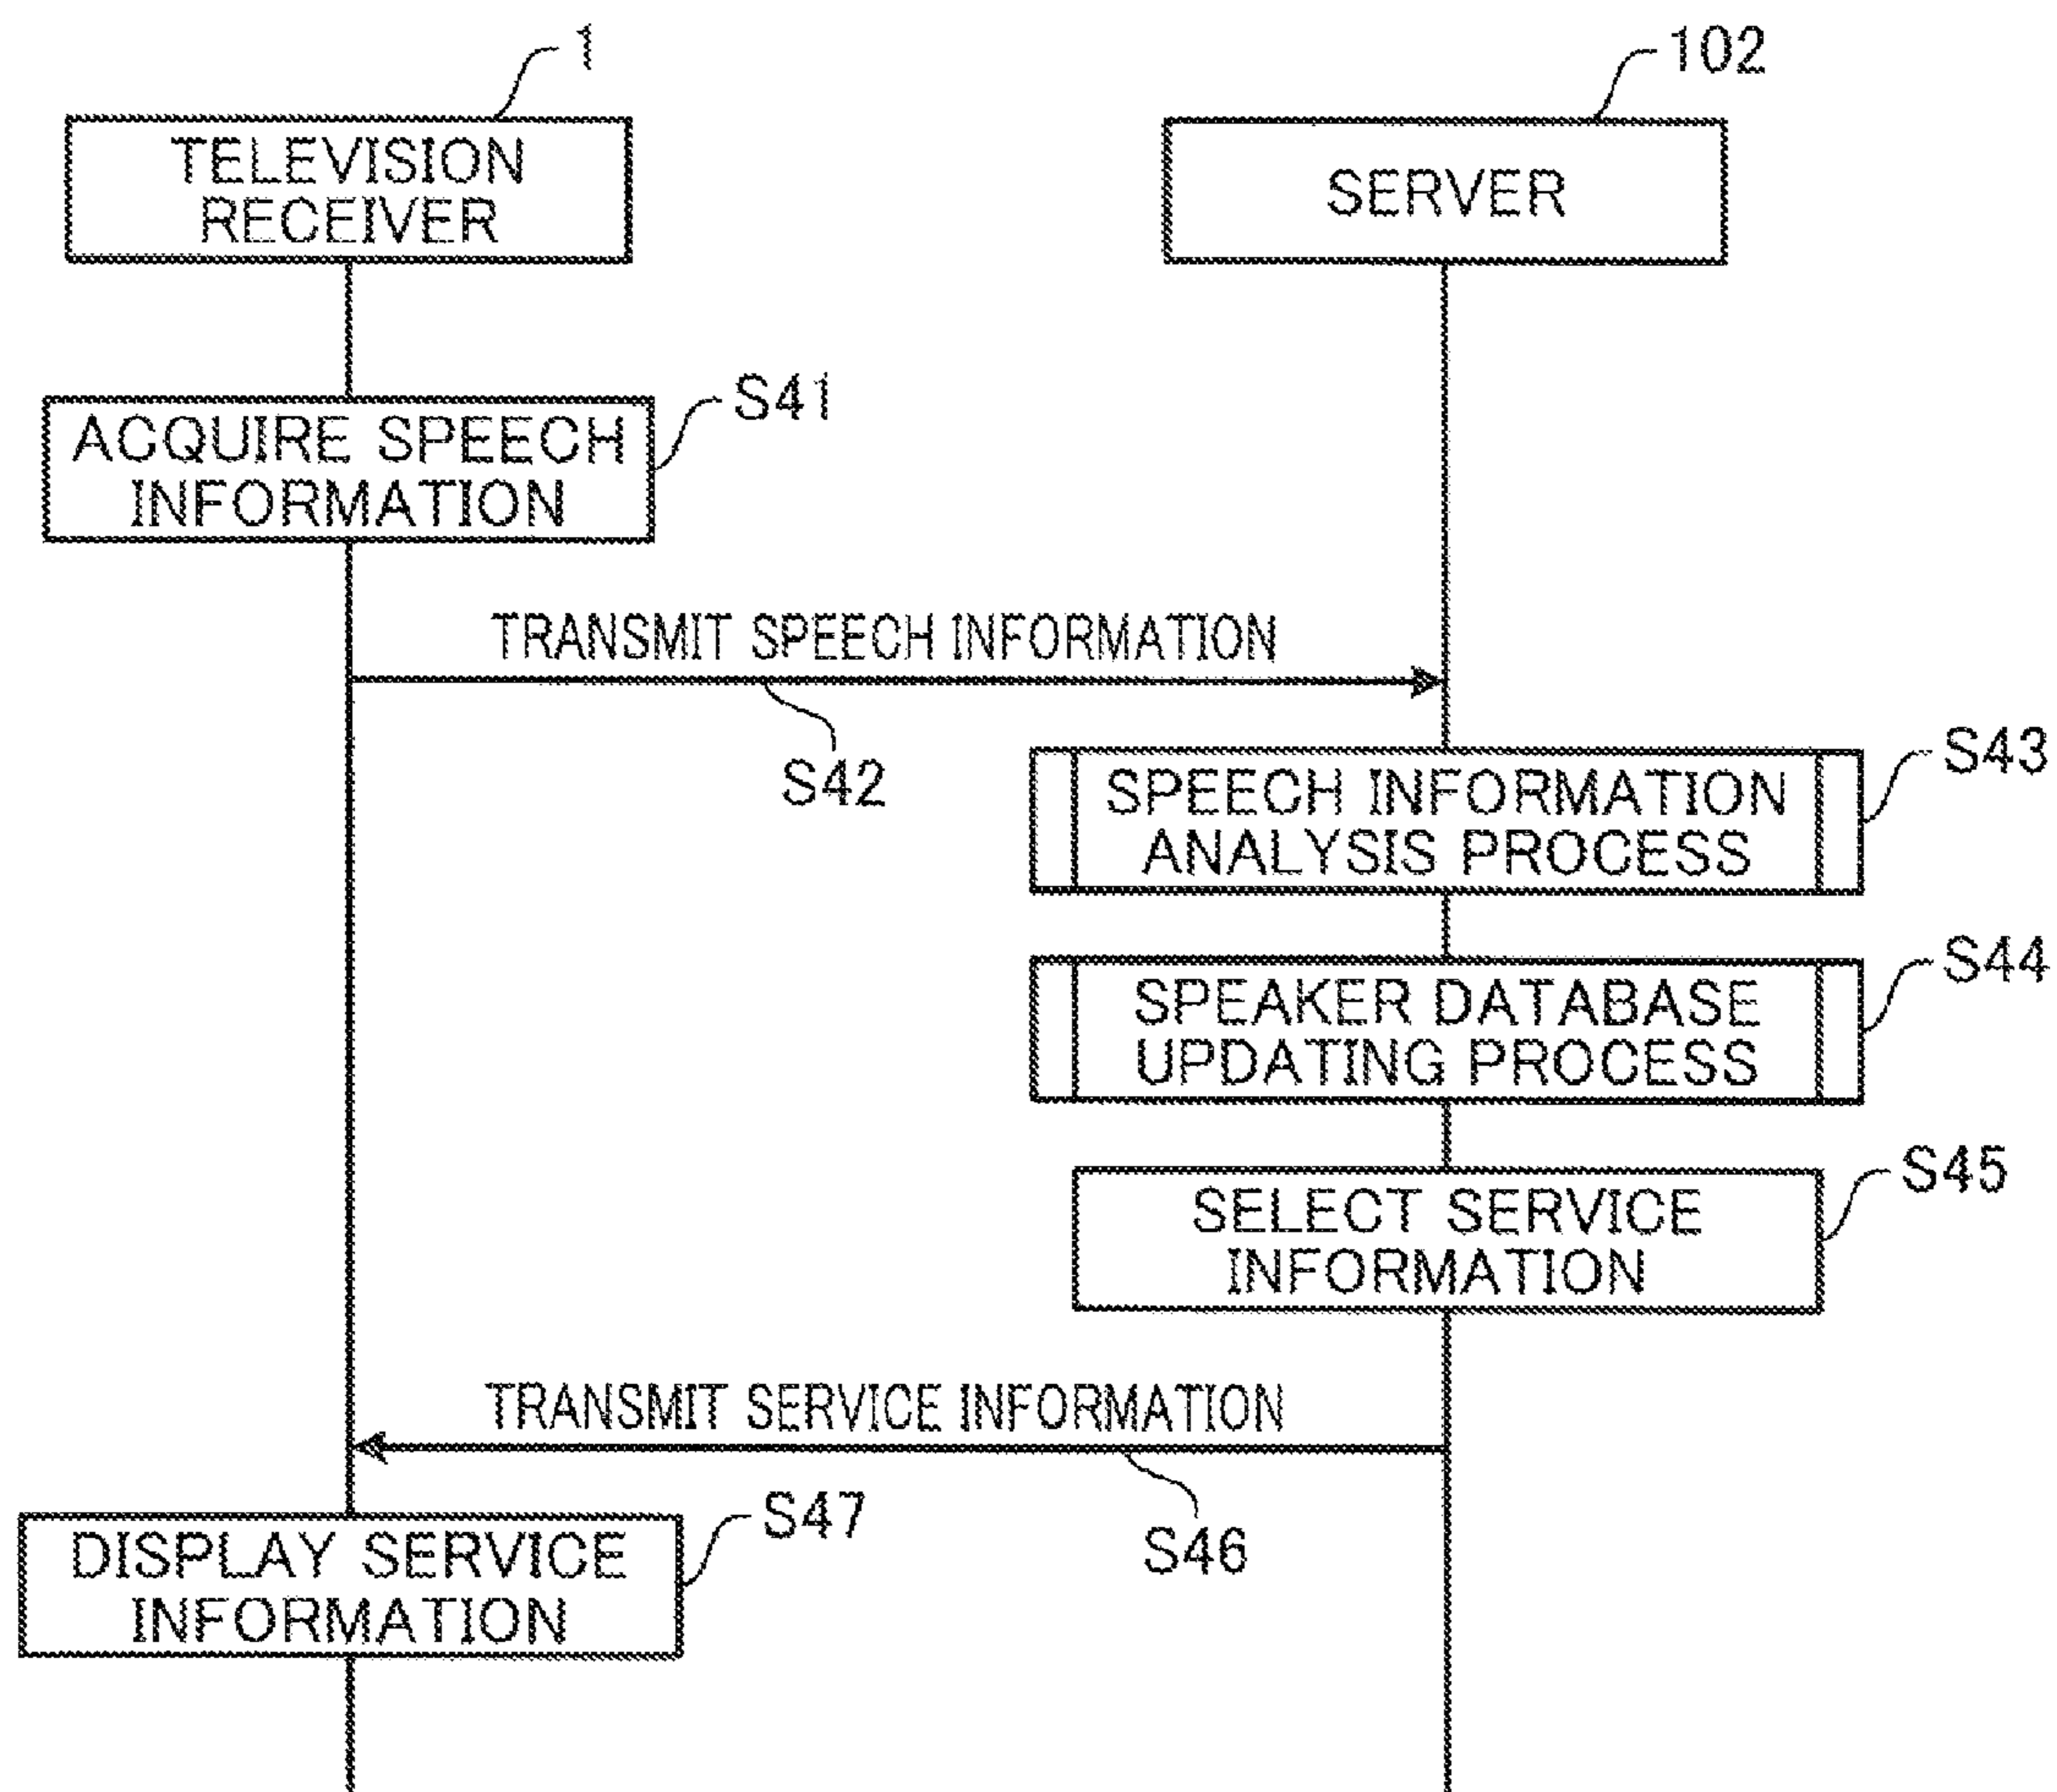 1
102
TELEVISION
RECEIVER
SERVER
S41
ACQUIRE SPEECH
INFORMATION
TRANSMIT SPEECH INFORMATION
S42
S43
SPEECH INFORMATION
ANALYSIS PROCESS
S44
SPEAKER DATABASE
UPDATING PROCESS
S45
SELECT SERVICE
INFORMATION
TRANSMIT SERVICE INFORMATION
S46
S47
DISPLAY SERVICE
INFORMATION